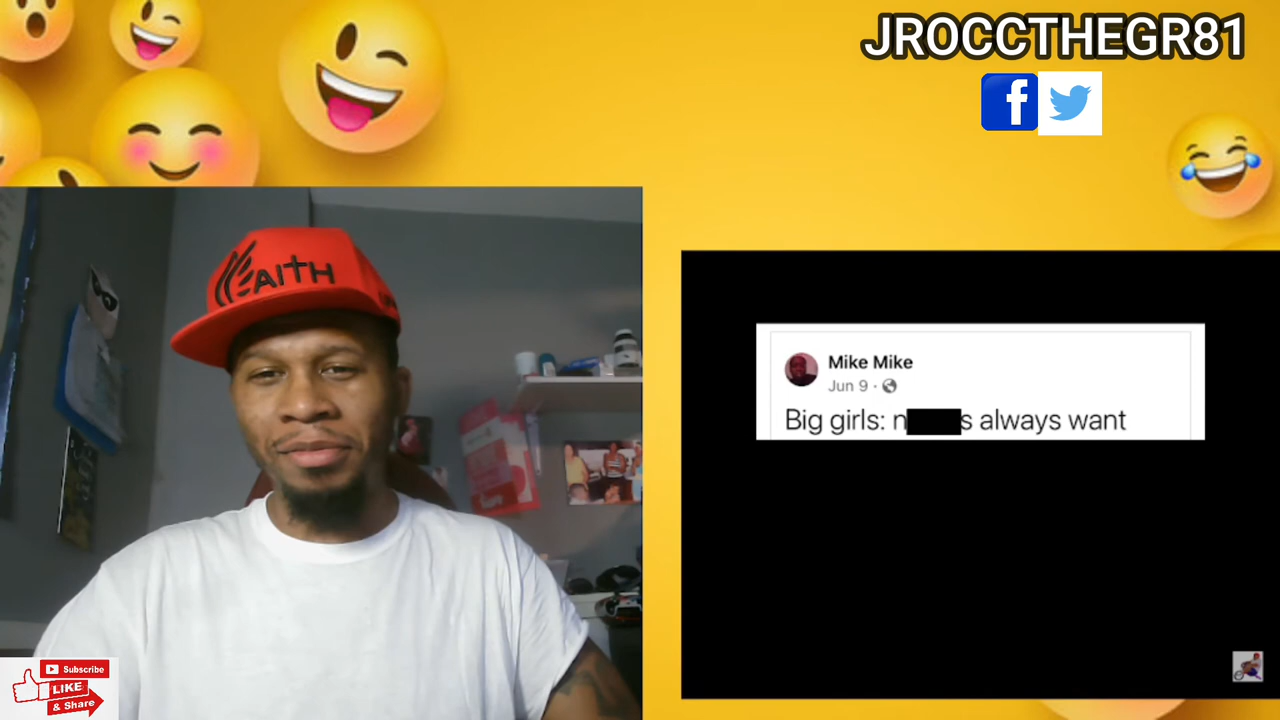 JROCCTHEGR81
FAITH
Mike Mike
Jun 9 ·
Big girls: n s always want
Subscribe
LIKE
& Share